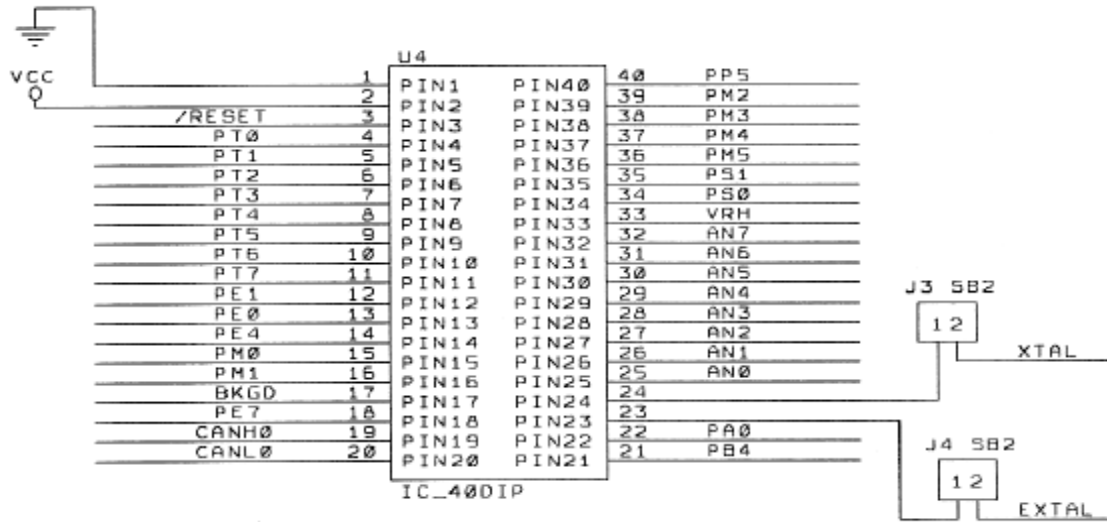 U4
VCC
1 PIN1 PIN40 40 PP5
2 PIN2 PIN39 39 PM2
/RESET 3 PIN3 PIN38 38 PM3
PT0 4 PIN4 PIN37 37 PM4
PT1 5 PIN5 PIN36 36 PM5
PT2 6 PIN6 PIN35 35 PS1
PT3 7 PIN7 PIN34 34 PS0
PT4 8 PIN8 PIN33 33 VRH
PT5 9 PIN9 PIN32 32 AN7
PT6 10 PIN10 PIN31 31 AN6
PT7 11 PIN11 PIN30 30 AN5
PE1 12 PIN12 PIN29 29 AN4
PE0 13 PIN13 PIN28 28 AN3
PE4 14 PIN14 PIN27 27 AN2
PM0 15 PIN15 PIN26 26 AN1
PM1 16 PIN16 PIN25 25 AN0
BKGD 17 PIN17 PIN24 24
PE7 18 PIN18 PIN23 23
CANH0 19 PIN19 PIN22 22 PA0
CANL0 20 PIN20 PIN21 21 PB4
IC_40DIP
J3 SB2
1 2
XTAL
J4 SB2
1 2
EXTAL